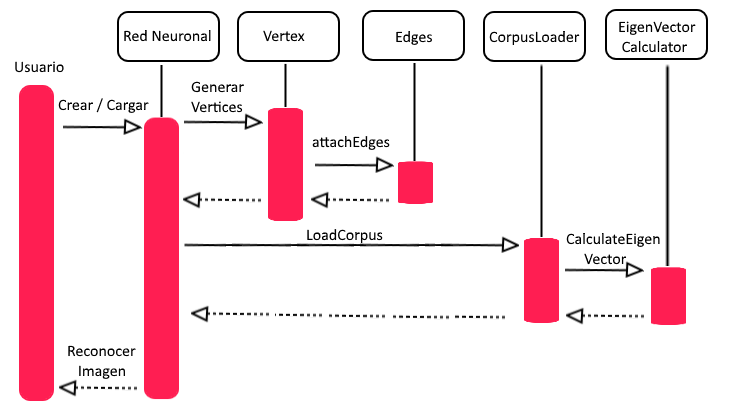 Red Neuronal
Vertex
Edges
CorpusLoader
EigenVector
Calculator
Usuario
Crear / Cargar
Generar
Vertices
attachEdges
LoadCorpus
CalculateEigen
Vector
Reconocer
Imagen